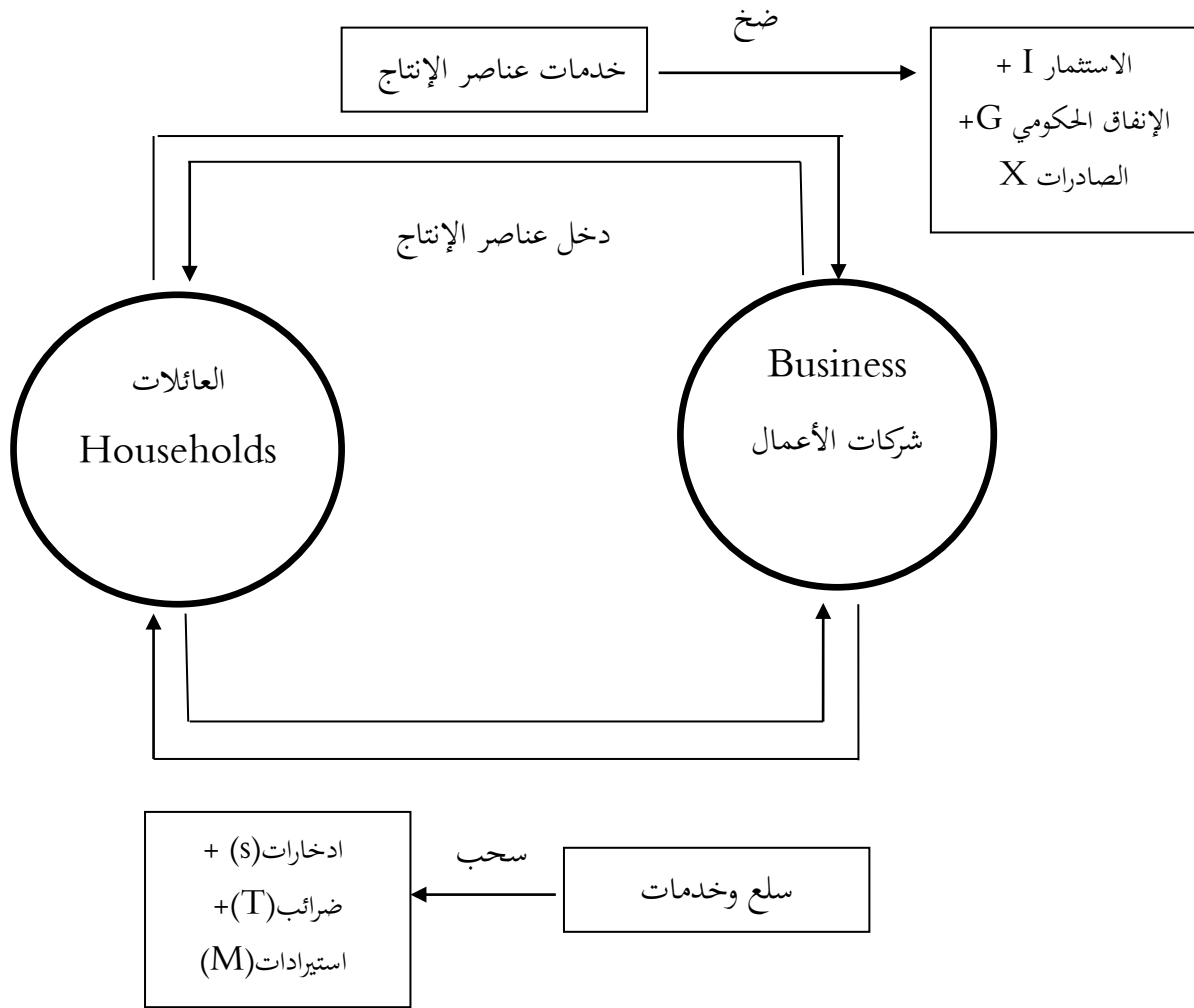 ضخ
خدمات عناصر الإنتاج
الاستثمار I +
الإنفاق الحكومي G+
الصادرات X
دخل عناصر الإنتاج
العائلات
Households
Business
شركات الأعمال
ادخارات(s) +
ضرائب(T)+
استيرادات(M)
سحب
سلع وخدمات